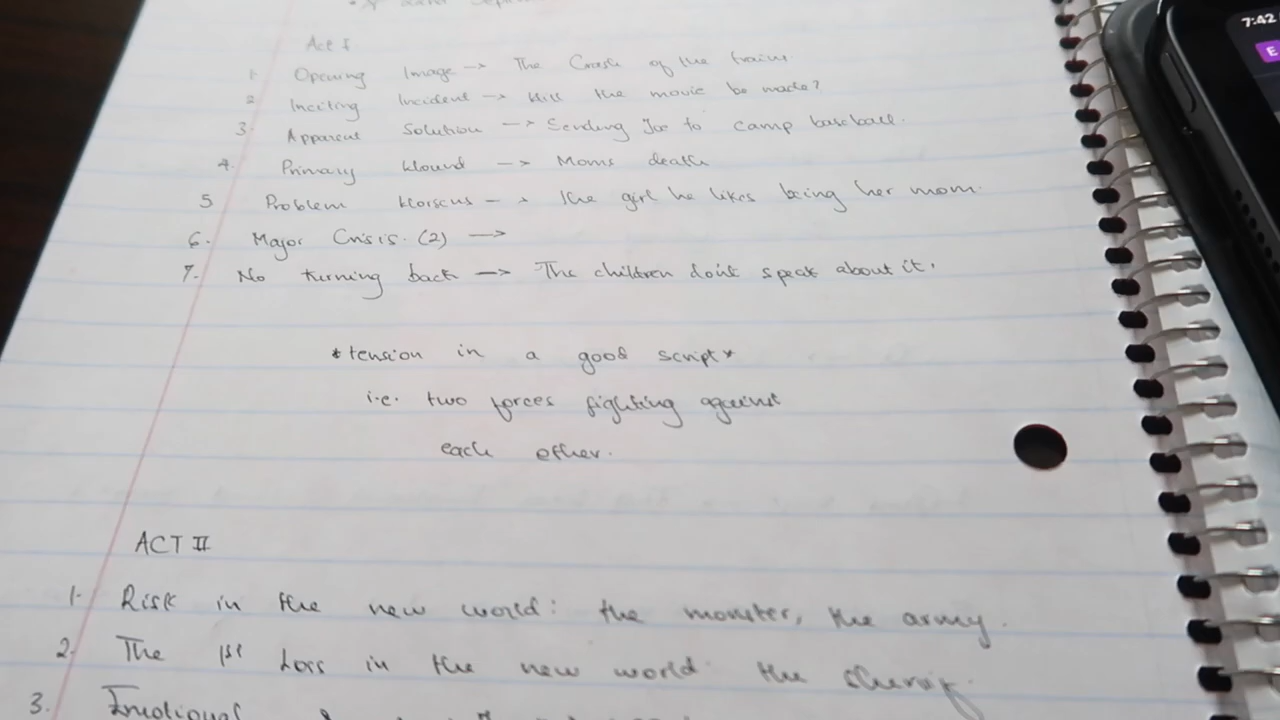 Act I
1. Opening Image -> The Crash of the train.
2. Inciting Incident -> Will the movie be made?
3. Apparent Solution -> Sending Joe to camp baseball.
4. Primary Wound -> Moms death
5 Problem Worsens -> The girl he likes being her mom.
6. Major Crisis. (2) ->
7. No turning back -> The children don't speak about it.
*tension in a good script*
i.e. two forces fighting against
each other.
ACT II
1. Risk in the new world: the monster, the army.
2. The 1st Loss in the new world: the sherif.
3. Emotional
7:42
E